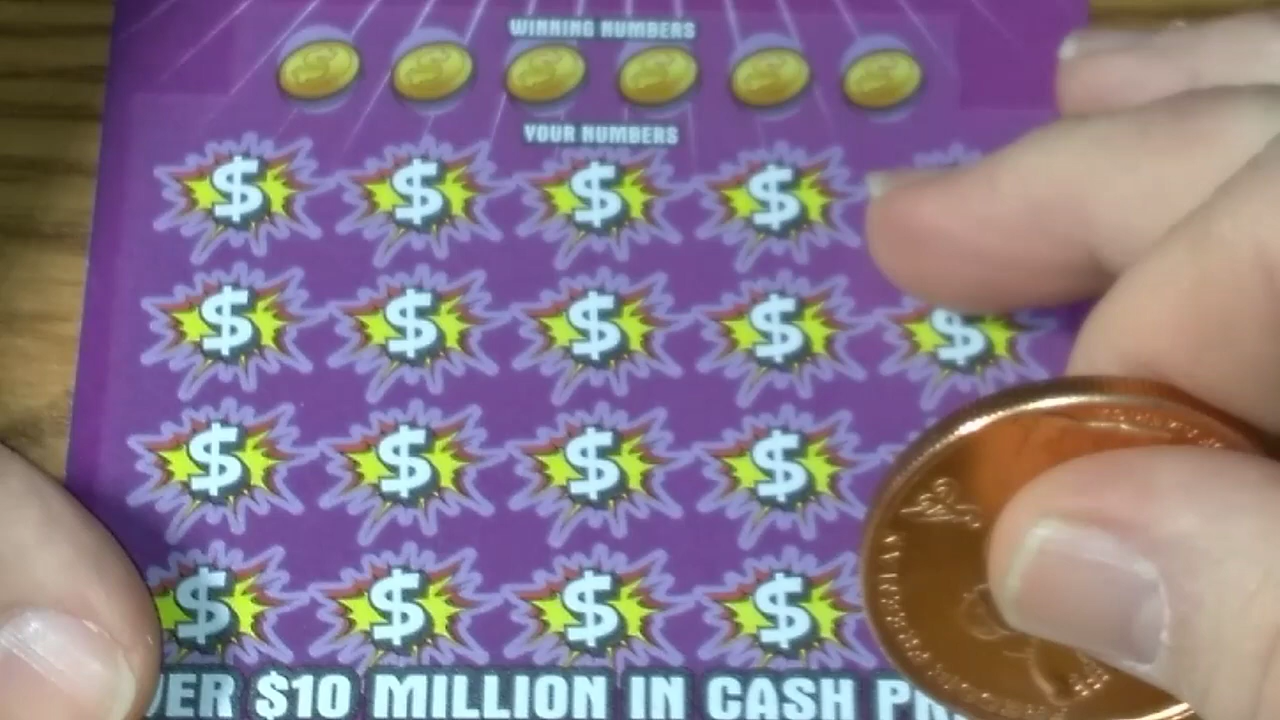 WINNING NUMBERS
YOUR NUMBERS
$ $ $ $
$ $ $ $ $
$ $ $ $
$ $ $ $
VER $10 MILLION IN CASH PR